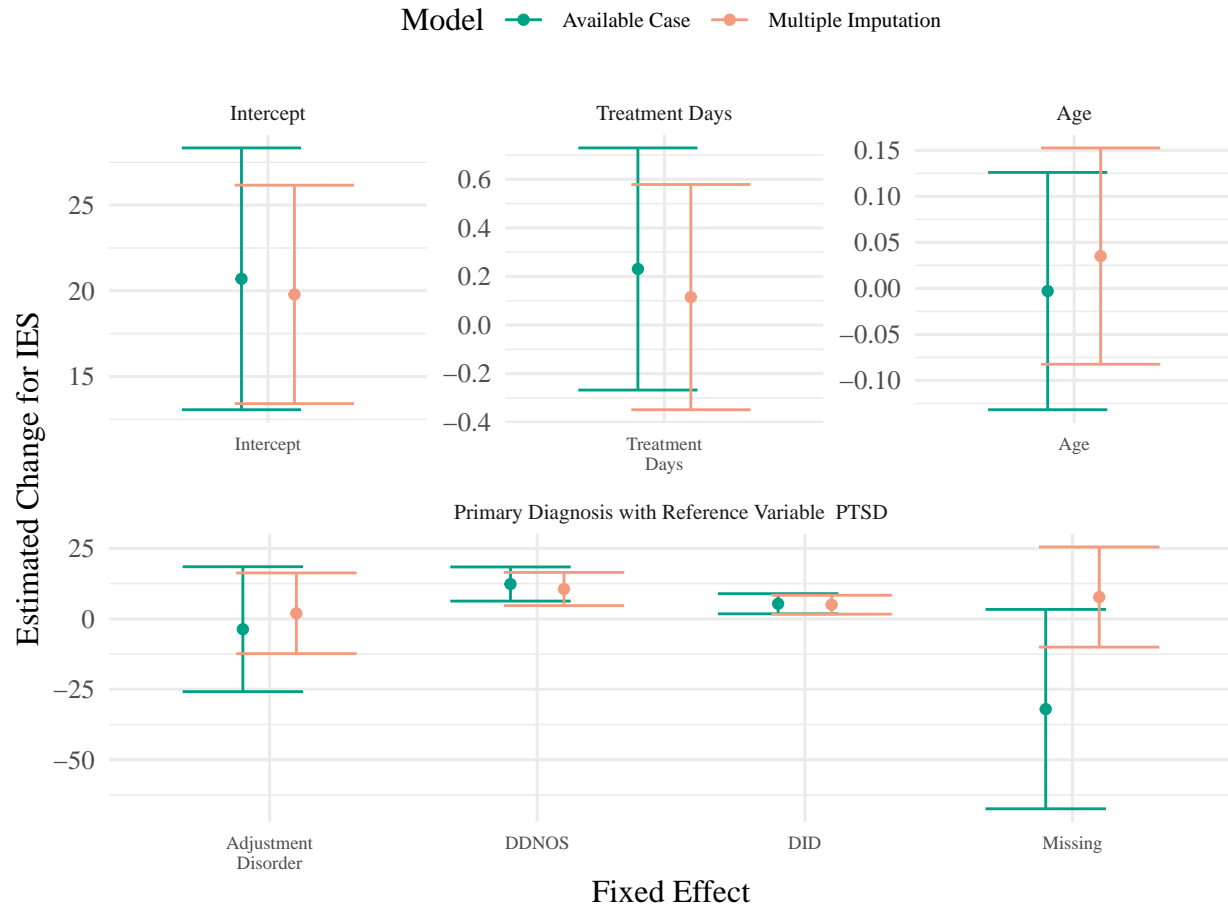 Model Available Case Multiple Imputation
Intercept Treatment Days Age
25
20
15
Intercept
0.6
0.4
0.2
0.0
−0.2
−0.4
Treatment
Days
0.15
0.10
0.05
0.00
−0.05
−0.10
Age
Estimated Change for IES
Primary Diagnosis with Reference Variable  PTSD
25
0
−25
−50
Adjustment
Disorder
DDNOS
DID
Missing
Fixed Effect